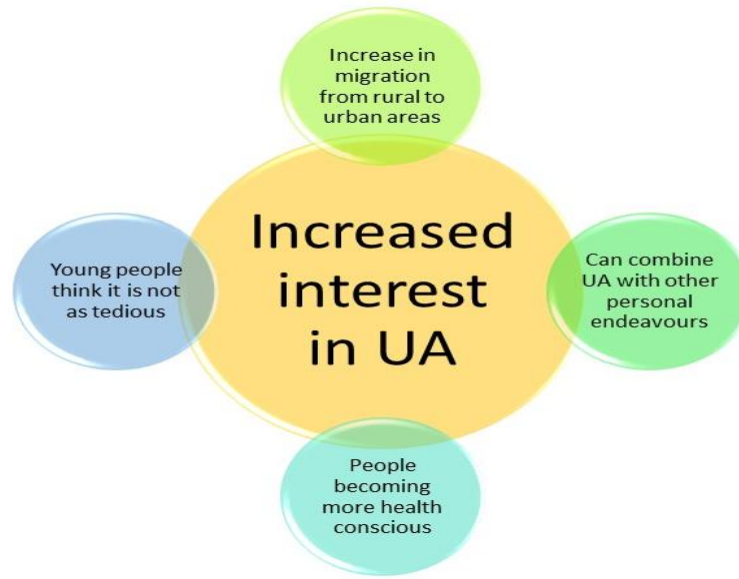 Increase in
migration
from rural to
urban areas
Increased
interest
in UA
Young people
think it is not
as tedious
Can combine
UA with other
personal
endeavours
People
becoming
more health
conscious